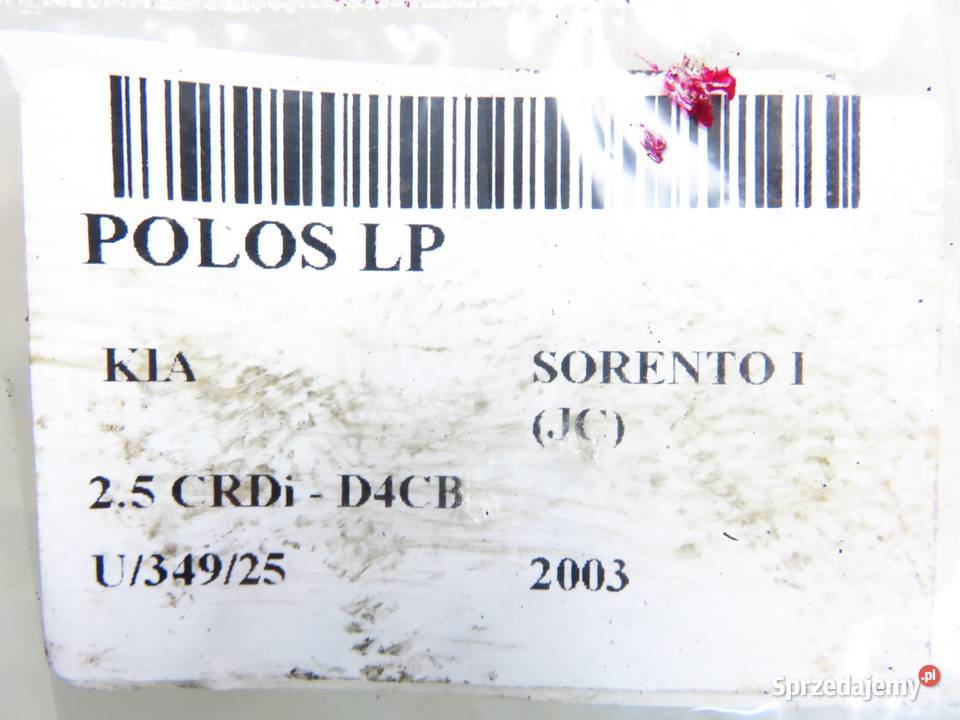 POLOS LP
KIA SORENTO I
(JC)
2.5 CRDi - D4CB
U/349/25 2003
Sprzedajemy.pl